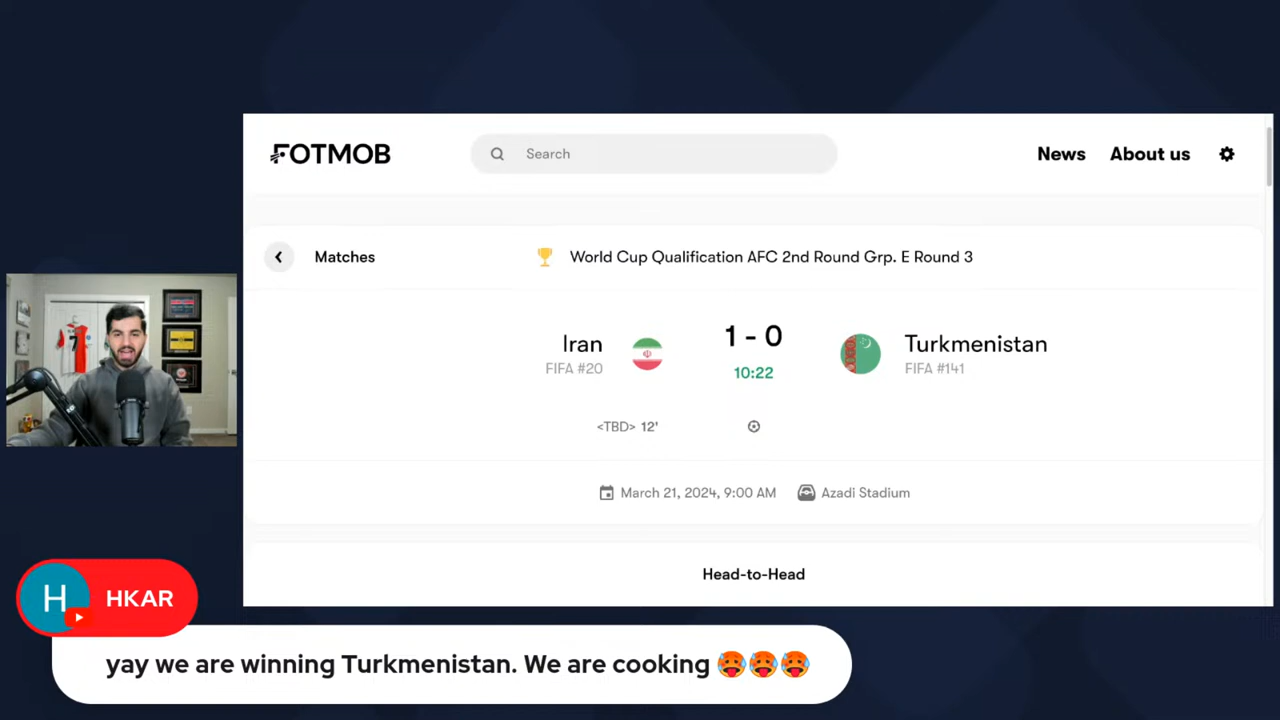 FOTMOB
Search
News
About us
Matches
World Cup Qualification AFC 2nd Round Grp. E Round 3
Iran
FIFA #20
1 - 0
10:22
Turkmenistan
FIFA #141
<TBD> 12'
March 21, 2024, 9:00 AM
Azadi Stadium
Head-to-Head
7
H
HKAR
yay we are winning Turkmenistan. We are cooking 🥵🥵🥵